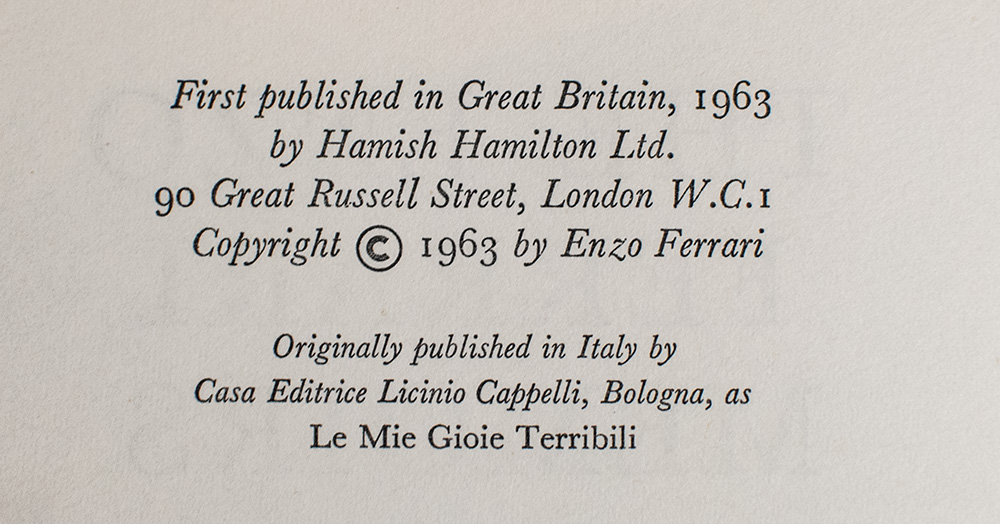 First published in Great Britain, 1963
by Hamish Hamilton Ltd.
90 Great Russell Street, London W.C.1
Copyright © 1963 by Enzo Ferrari
Originally published in Italy by
Casa Editrice Licinio Cappelli, Bologna, as
Le Mie Gioie Terribili